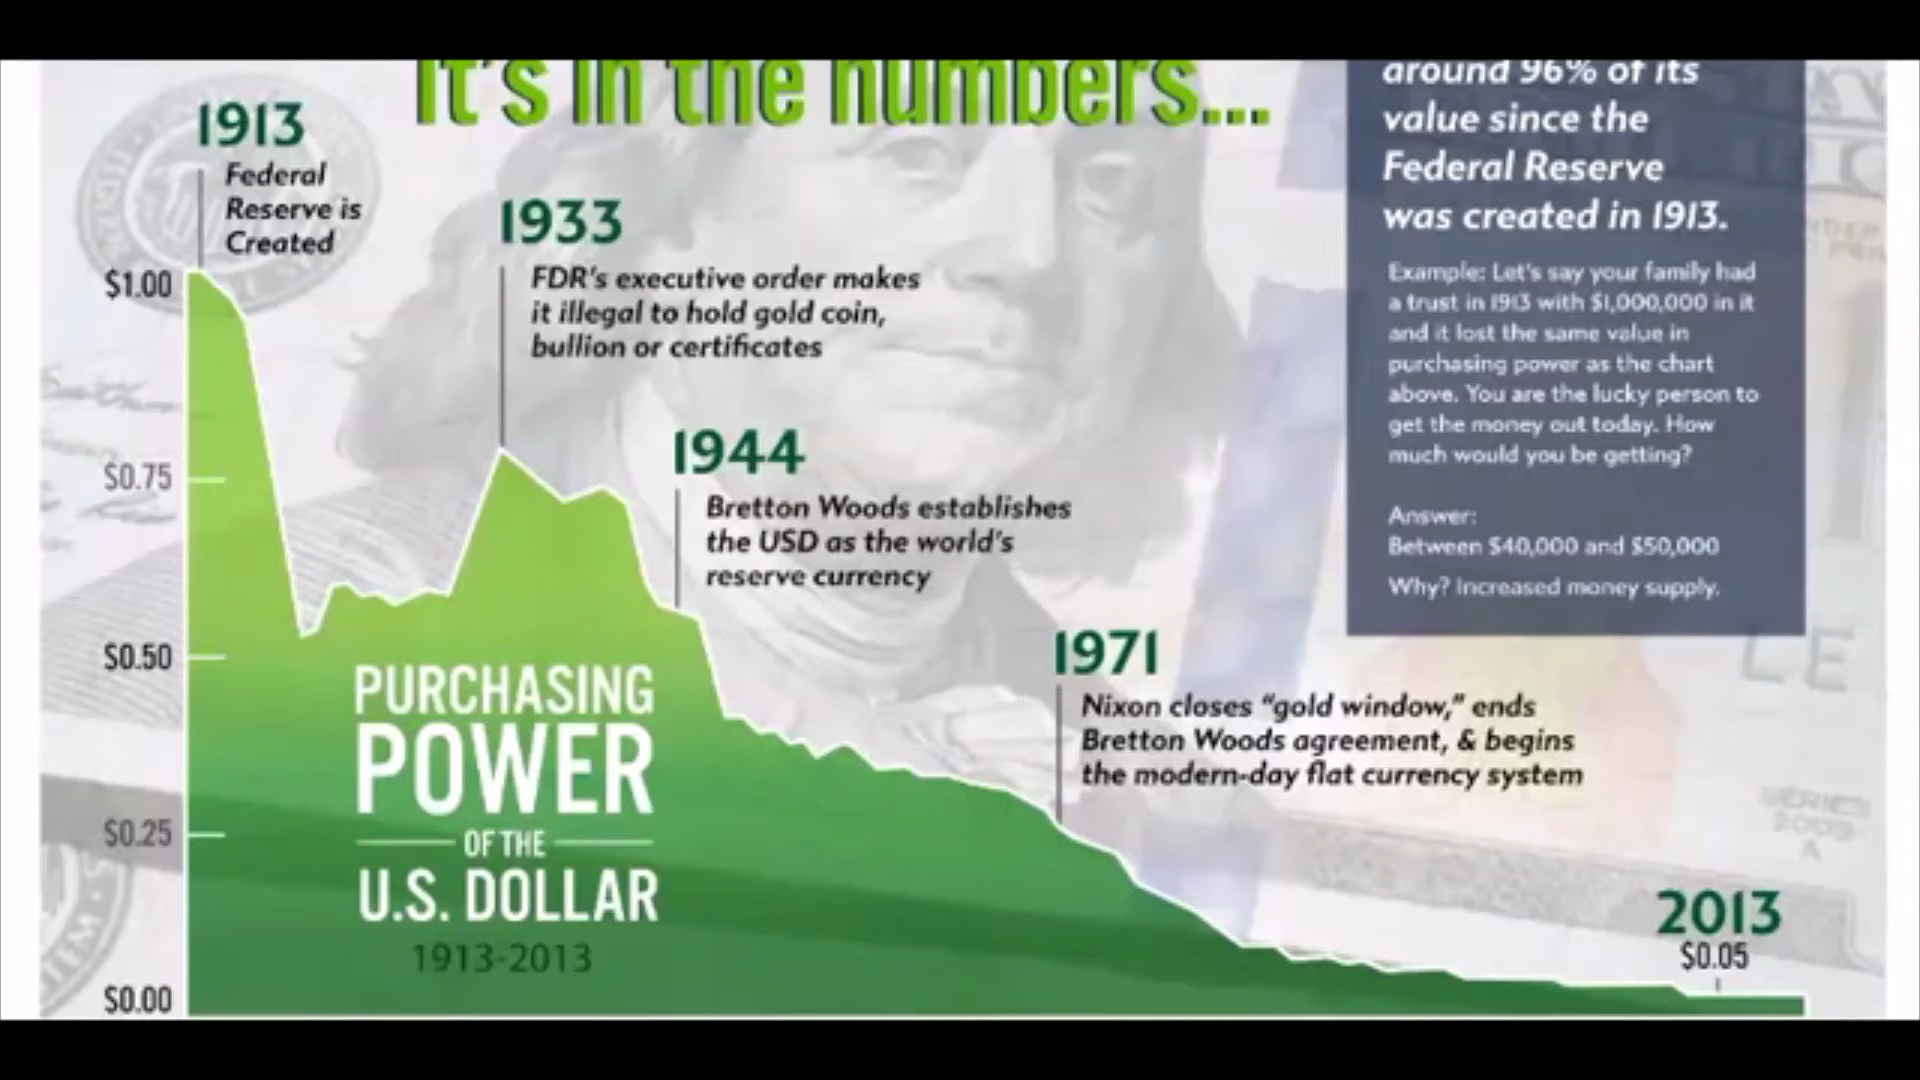 It's in the numbers...
around 96% of its
value since the
Federal Reserve
was created in 1913.
Example: Let's say your family had
a trust in 1913 with $1,000,000 in it
and it lost the same value in
purchasing power as the chart
above. You are the lucky person to
get the money out today. How
much would you be getting?
Answer:
Between $40,000 and $50,000
Why? Increased money supply.
1913
Federal
Reserve is
Created
1933
FDR's executive order makes
it illegal to hold gold coin,
bullion or certificates
1944
Bretton Woods establishes
the USD as the world's
reserve currency
1971
Nixon closes "gold window," ends
Bretton Woods agreement, & begins
the modern-day flat currency system
2013
$0.05
$1.00
$0.75
$0.50
$0.25
$0.00
PURCHASING
POWER
OF THE
U.S. DOLLAR
1913-2013
SERIES
2009
A